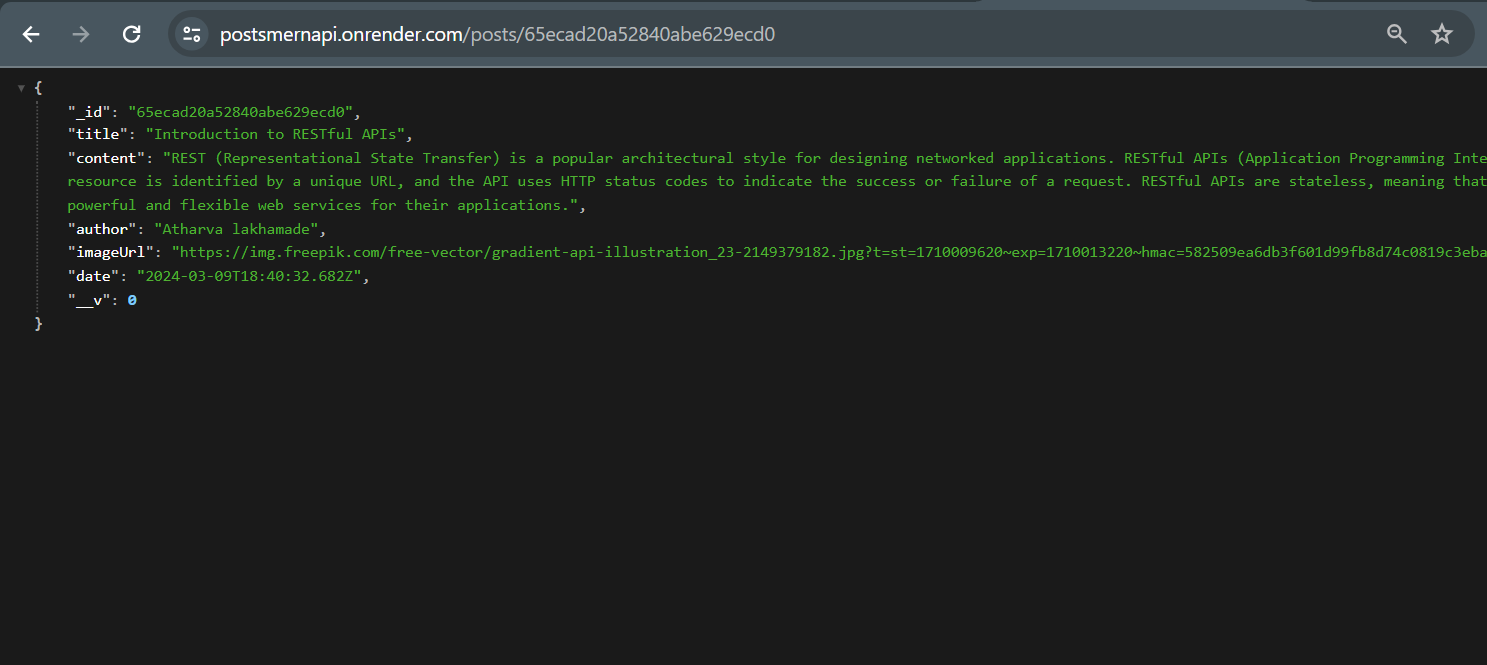 postsmernapi.onrender.com/posts/65ecad20a52840abe629ecd0
{
"_id": "65ecad20a52840abe629ecd0",
"title": "Introduction to RESTful APIs",
"content": "REST (Representational State Transfer) is a popular architectural style for designing networked applications. RESTful APIs (Application Programming Inte
resource is identified by a unique URL, and the API uses HTTP status codes to indicate the success or failure of a request. RESTful APIs are stateless, meaning that
powerful and flexible web services for their applications.",
"author": "Atharva lakhamade",
"imageUrl": "https://img.freepik.com/free-vector/gradient-api-illustration_23-2149379182.jpg?t=st=1710009620~exp=1710013220~hmac=582509ea6db3f601d99fb8d74c0819c3eba
"date": "2024-03-09T18:40:32.682Z",
"__v": 0
}